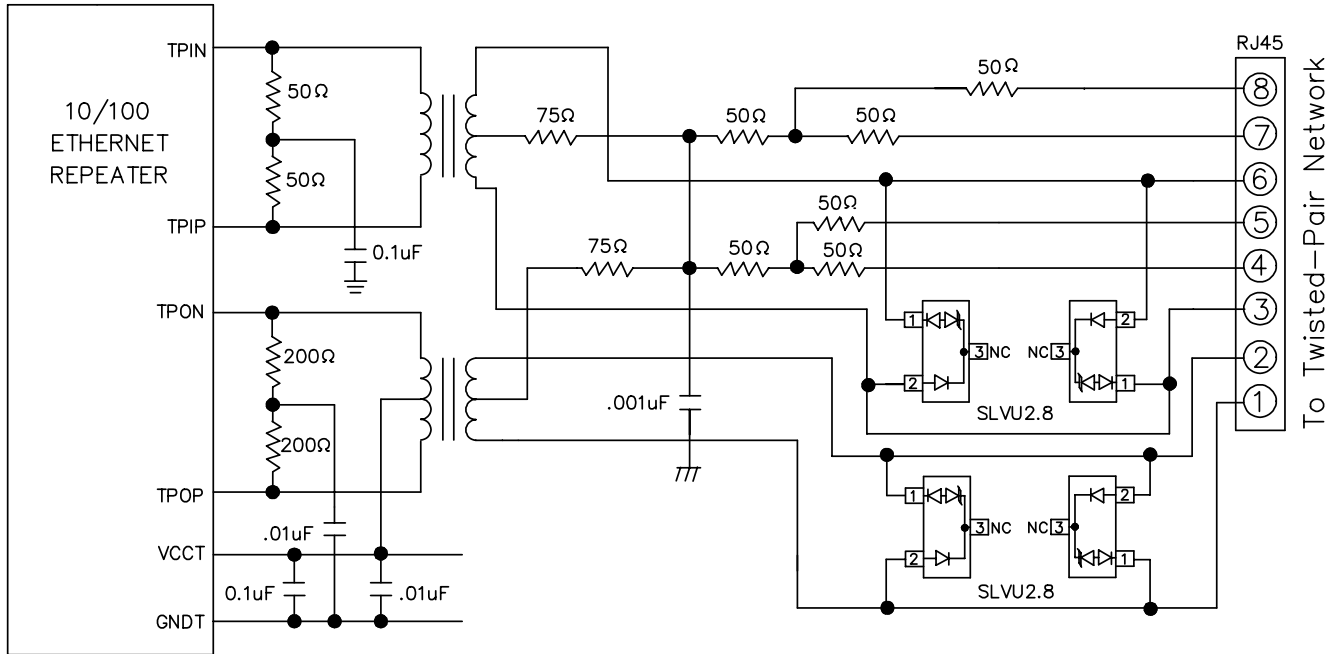 10/100
ETHERNET
REPEATER
TPIN
50Ω
50Ω
TPIP
0.1uF
TPON
200Ω
200Ω
TPOP
.01uF
VCCT
0.1uF
.01uF
GNDT
75Ω
75Ω
.001uF
50Ω
50Ω
50Ω
50Ω
50Ω
50Ω
1
2
3
NC
NC
3
2
1
SLVU2.8
1
2
3
NC
NC
3
2
1
SLVU2.8
RJ45
8
7
6
5
4
3
2
1
To Twisted-Pair Network